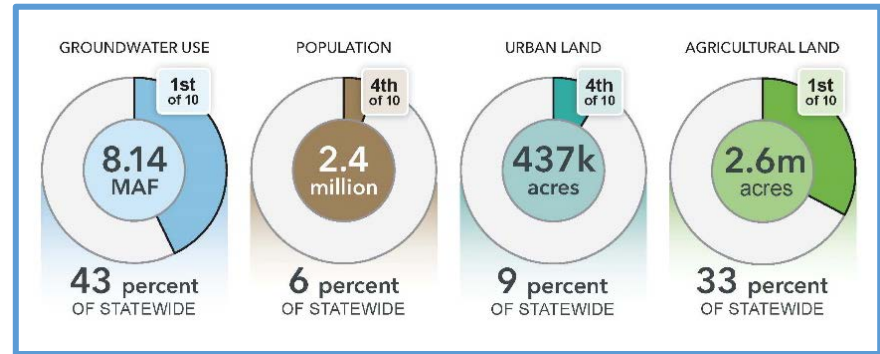 GROUNDWATER USE
1st
of 10
8.14
MAF
43 percent
OF STATEWIDE
POPULATION
4th
of 10
2.4
million
6 percent
OF STATEWIDE
URBAN LAND
4th
of 10
437k
acres
9 percent
OF STATEWIDE
AGRICULTURAL LAND
1st
of 10
2.6m
acres
33 percent
OF STATEWIDE